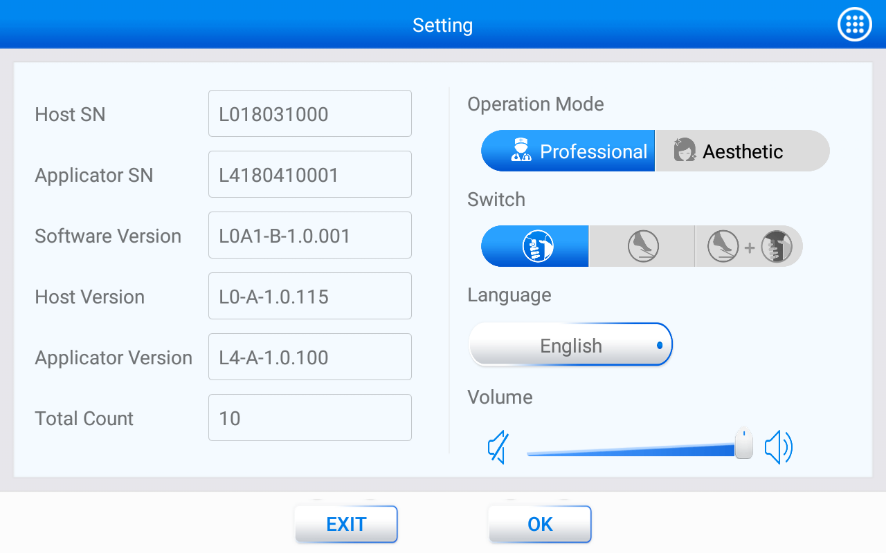 Setting
Host SN L018031000
Applicator SN L4180410001
Software Version L0A1-B-1.0.001
Host Version L0-A-1.0.115
Applicator Version L4-A-1.0.100
Total Count 10
Operation Mode
Professional Aesthetic
Switch
+
Language
English
Volume
EXIT OK